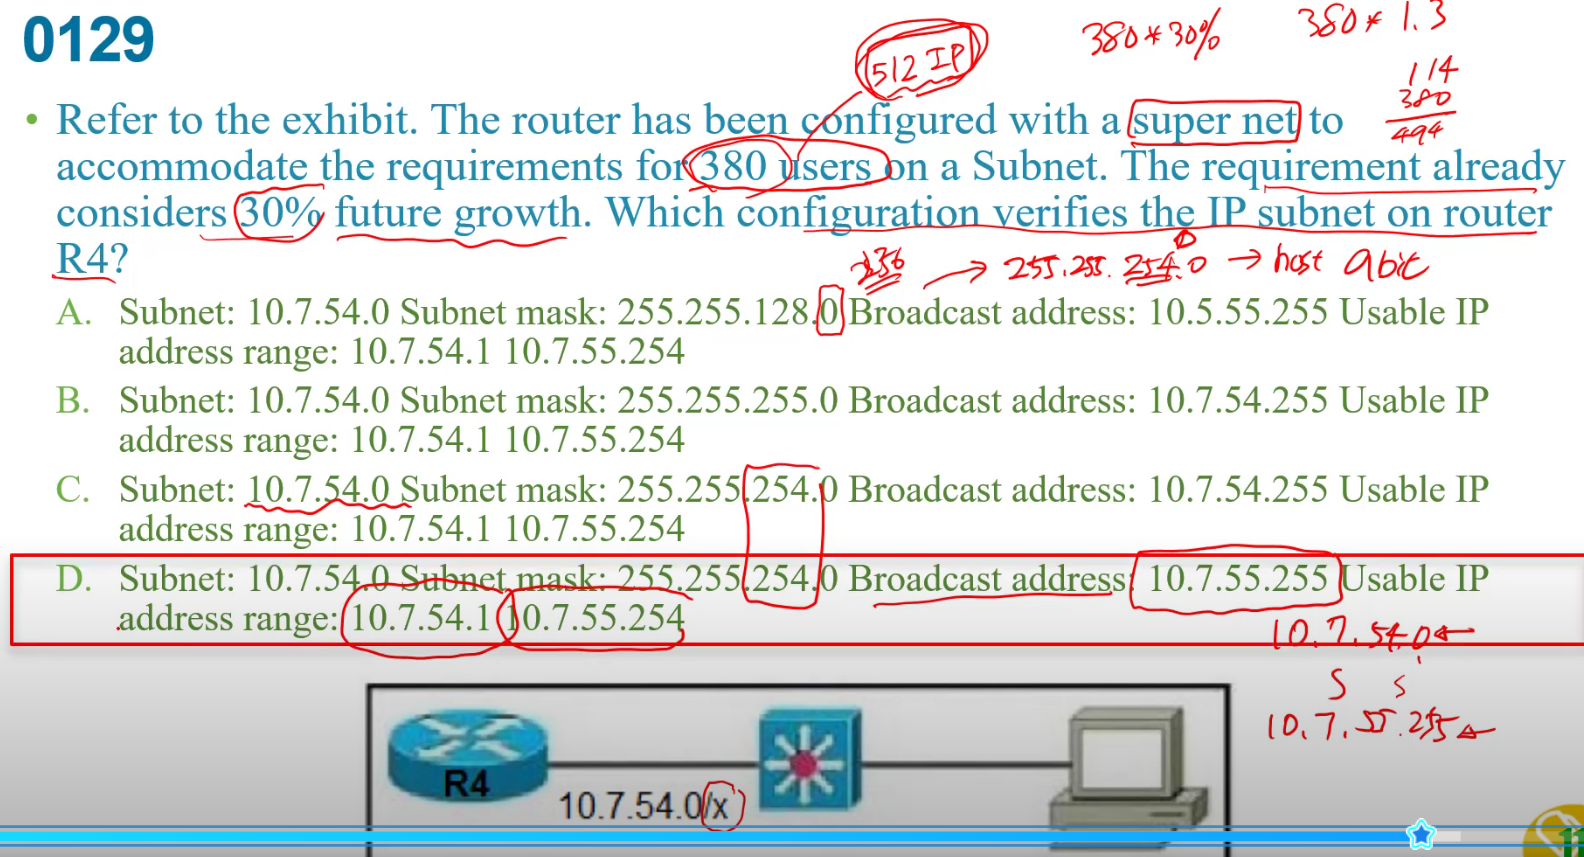 0129
512 IP
380*30%
380* 1.3
114
380
494
• Refer to the exhibit. The router has been configured with a super net to
accommodate the requirements for 380 users on a Subnet. The requirement already
considers 30% future growth. Which configuration verifies the IP subnet on router
R4?
→ 255.255.254.0 → host 9bit
A. Subnet: 10.7.54.0 Subnet mask: 255.255.128.0 Broadcast address: 10.5.55.255 Usable IP
address range: 10.7.54.1 10.7.55.254
B. Subnet: 10.7.54.0 Subnet mask: 255.255.255.0 Broadcast address: 10.7.54.255 Usable IP
address range: 10.7.54.1 10.7.55.254
C. Subnet: 10.7.54.0 Subnet mask: 255.255.254.0 Broadcast address: 10.7.54.255 Usable IP
address range: 10.7.54.1 10.7.55.254
D. Subnet: 10.7.54.0 Subnet mask: 255.255.254.0 Broadcast address: 10.7.55.255 Usable IP
address range: 10.7.54.1 10.7.55.254
10.7.54.0←
10.7.55.255←
R4
10.7.54.0/x